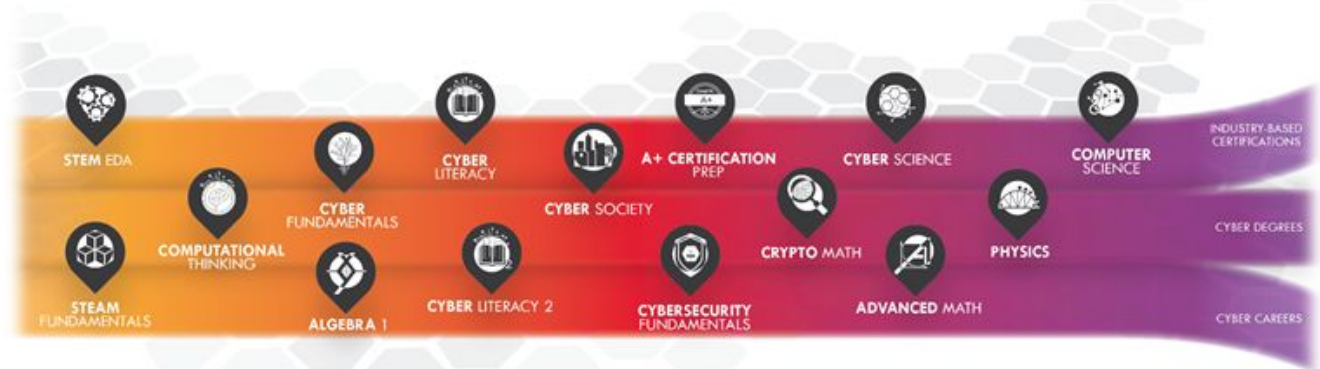 STEM EDA
CYBER
LITERACY
A+ CERTIFICATION
PREP
CYBER SCIENCE
COMPUTER
SCIENCE
INDUSTRY-BASED
CERTIFICATIONS
CYBER
FUNDAMENTALS
CYBER SOCIETY
COMPUTATIONAL
THINKING
CRYPTO MATH
PHYSICS
CYBER DEGREES
STEAM
FUNDAMENTALS
ALGEBRA 1
CYBER LITERACY 2
CYBERSECURITY
FUNDAMENTALS
ADVANCED MATH
CYBER CAREERS
A+
2